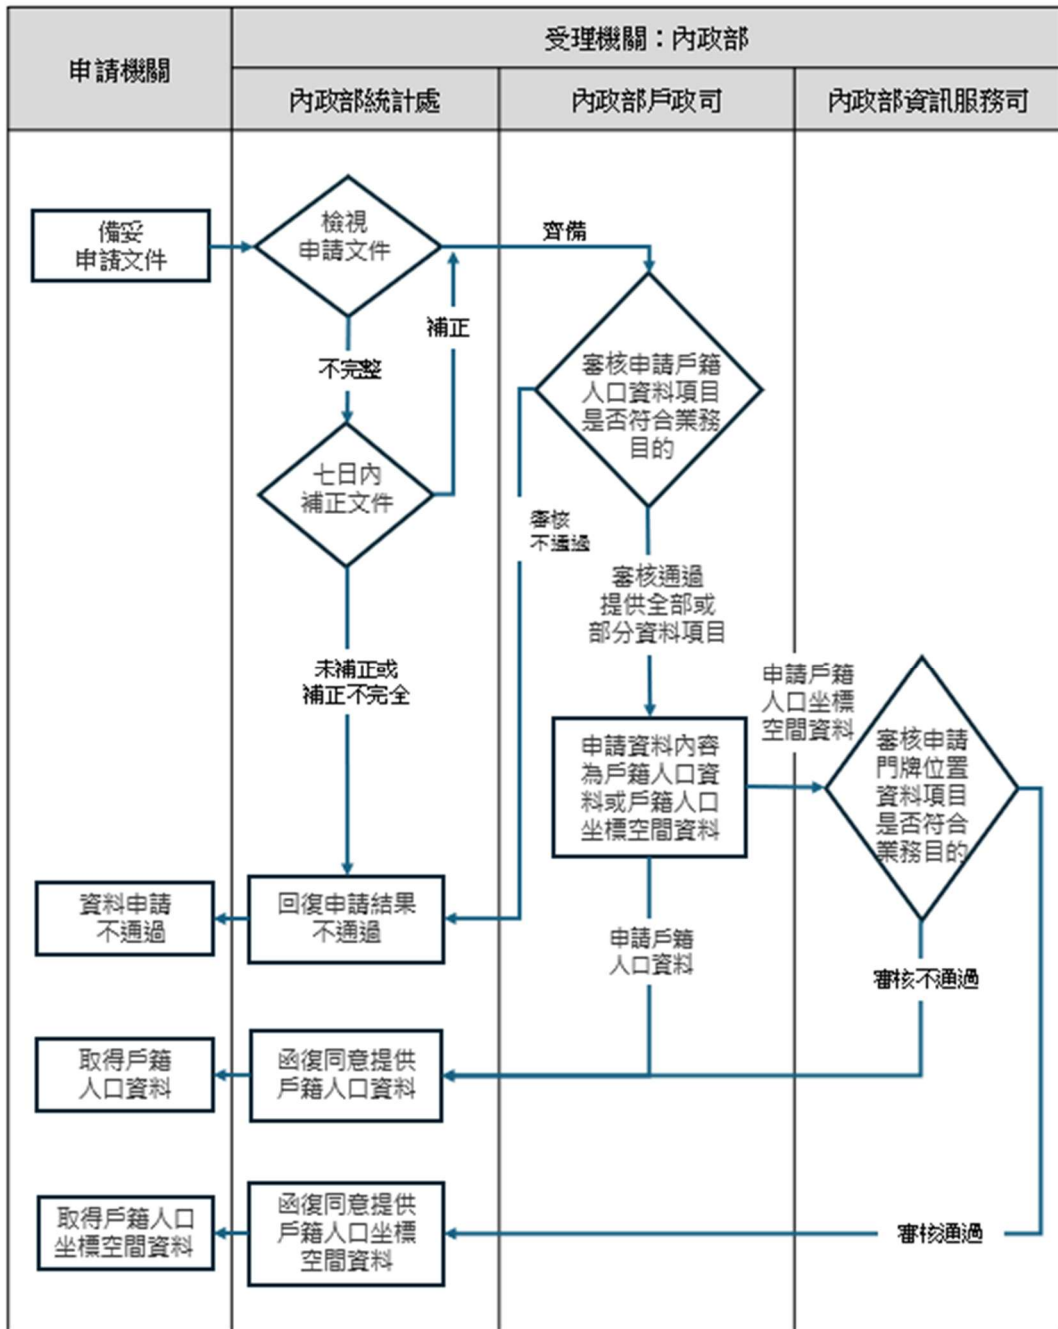 申請機關
受理機關：內政部
內政部統計處
內政部戶政司
內政部資訊服務司
備妥
申請文件
檢視
申請文件
齊備
補正
不完整
七日內
補正文件
審核申請戶籍
人口資料項目
是否符合業務
目的
審核
不通過
審核通過
提供全部或
部分資料項目
未補正或
補正不完全
申請資料內容
為戶籍人口資
料或戶籍人口
坐標空間資料
申請戶籍
人口坐標
空間資料
審核申請
門牌位置
資料項目
是否符合
業務目的
資料申請
不通過
回復申請結果
不通過
申請戶籍
人口資料
審核不通過
取得戶籍
人口資料
函復同意提供
戶籍人口資料
取得戶籍人口
坐標空間資料
函復同意提供
戶籍人口坐標
空間資料
審核通過